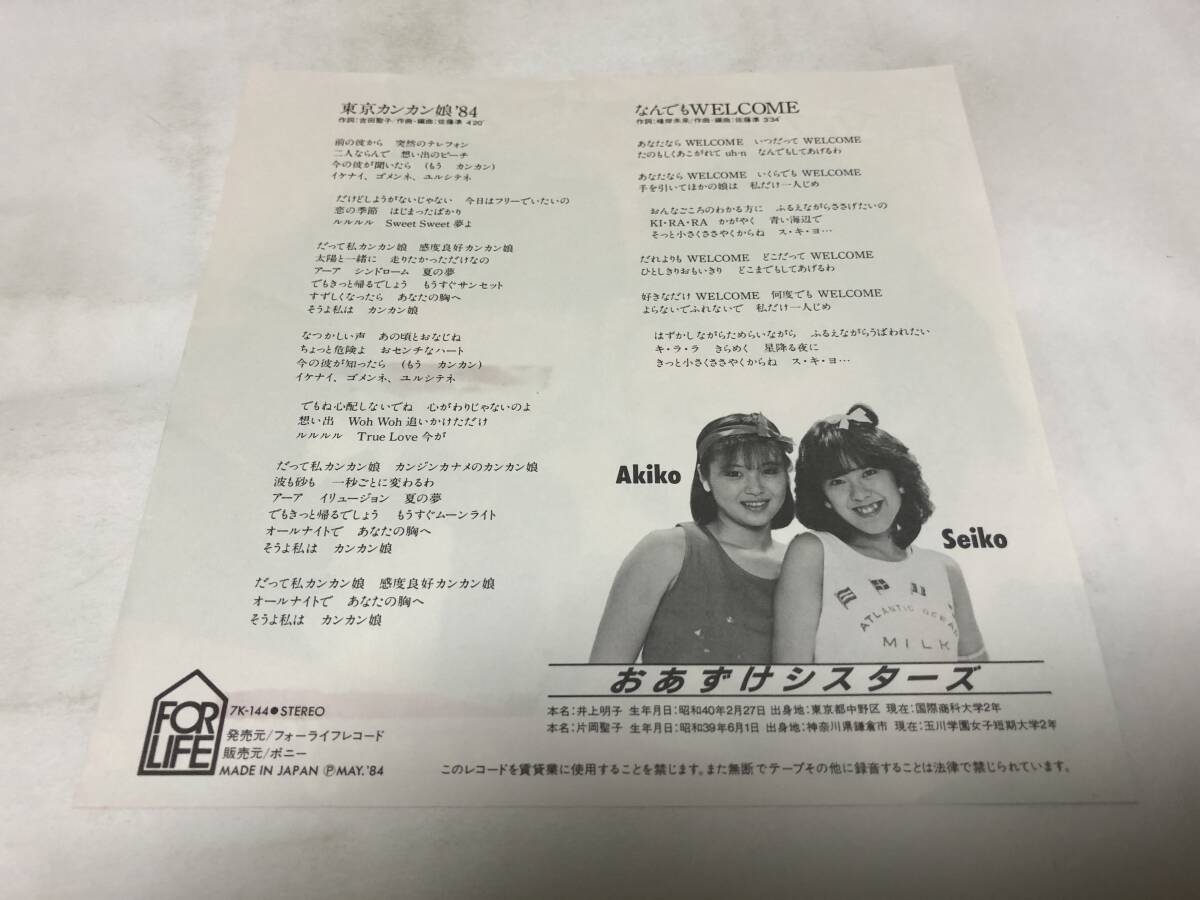 東京カンカン娘'84
作詞:吉田聖子/作曲・編曲:佐藤準 4'20"
前の彼から 突然のテレフォン
二人ならんで 想い出のビーチ
今の彼が聞いたら (もう カンカン)
イケナイ、ゴメンネ、ユルシテネ
だけどしようがないじゃない 今日はフリーでいたいの
恋の季節 はじまったばかり
ルルルル Sweet Sweet 夢よ
だって私カンカン娘 感度良好カンカン娘
太陽と一緒に 走りたかっただけなの
アーア シンドローム 夏の夢
でもきっと帰るでしょう もうすぐサンセット
すずしくなったら あなたの胸へ
そうよ私は カンカン娘
なつかしい声 あの頃とおなじね
ちょっと危険よ おセンチなハート
今の彼が知ったら (もう カンカン)
イケナイ、ゴメンネ、ユルシテネ
でもね心配しないでね 心がわりじゃないのよ
想い出 Woh Woh 追いかけただけ
ルルルル True Love 今が
だって私カンカン娘 カンジンカナメのカンカン娘
波も砂も 一秒ごとに変わるわ
アーア イリュージョン 夏の夢
でもきっと帰るでしょう もうすぐムーンライト
オールナイトで あなたの胸へ
そうよ私は カンカン娘
だって私カンカン娘 感度良好カンカン娘
オールナイトで あなたの胸へ
そうよ私は カンカン娘
なんでもWELCOME
作詞:峰岸未来/作曲・編曲:佐藤準 3'34"
あなたなら WELCOME いつだって WELCOME
たのもしくあこがれて uh・n なんでもしてあげるわ
あなたなら WELCOME いくらでも WELCOME
手を引いてほかの娘は 私だけ一人じめ
おんなごころのわかる方に ふるえながらささげたいの
KI・RA・RA かがやく 青い海辺で
そっと小さくささやくからね ス・キ・ヨ…
だれよりも WELCOME どこだって WELCOME
ひとしきりおもいきり どこまでもしてあげるわ
好きなだけ WELCOME 何度でも WELCOME
よらないでふれないで 私だけ一人じめ
はずかしながらためらいながら ふるえながらうばわれたい
キ・ラ・ラ きらめく 星降る夜に
きっと小さくささやくからね ス・キ・ヨ…
Akiko
Seiko
ATLANTIC OCEAN
MILK
おあずけシスターズ
本名:井上明子 生年月日:昭和40年2月27日 出身地:東京都中野区 現在:国際商科大学2年
本名:片岡聖子 生年月日:昭和39年6月1日 出身地:神奈川県鎌倉市 現在:玉川学園女子短期大学2年
FOR
LIFE
7K-144●STEREO
発売元/フォーライフレコード
販売元/ポニー
MADE IN JAPAN ℗MAY.'84
このレコードを賃貸業に使用することを禁じます。また無断でテープその他に録音することは法律で禁じられています。